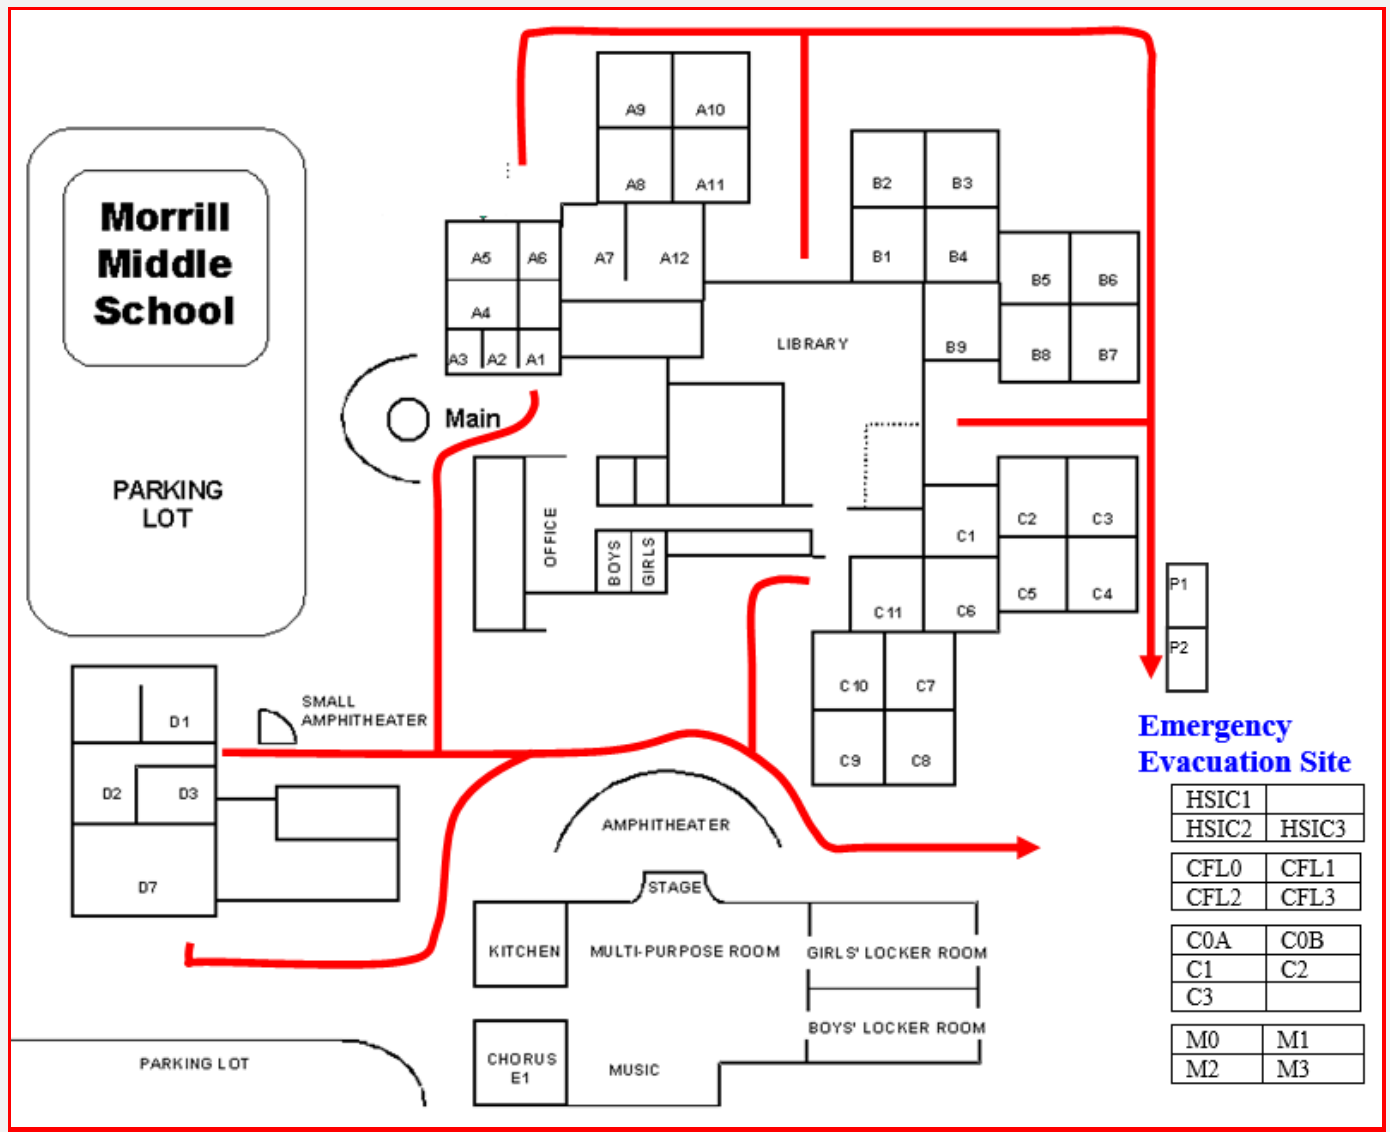 Morrill
Middle
School
PARKING
LOT
A9
A10
A8
A11
A5
A6
A7
A12
A4
A3
A2
A1
Main
B2
B3
B1
B4
B5
B6
B9
B8
B7
LIBRARY
OFFICE
BOYS
GIRLS
C1
C2
C3
C11
C6
C5
C4
C10
C7
C9
C8
P1
P2
D1
D2
D3
D7
SMALL
AMPHITHEATER
AMPHITHEATER
STAGE
KITCHEN
MULTI-PURPOSE ROOM
GIRLS' LOCKER ROOM
BOYS' LOCKER ROOM
CHORUS
E1
MUSIC
PARKING LOT
Emergency
Evacuation Site
HSIC1
HSIC2 HSIC3
CFL0 CFL1
CFL2 CFL3
C0A C0B
C1 C2
C3
M0 M1
M2 M3